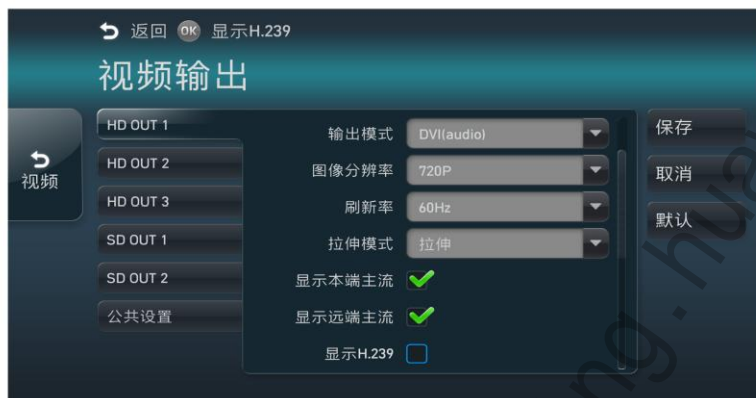 返回 OK 显示H.239
视频输出
视频
HD OUT 1
HD OUT 2
HD OUT 3
SD OUT 1
SD OUT 2
公共设置
输出模式 DVI(audio)
图像分辨率 720P
刷新率 60Hz
拉伸模式 拉伸
显示本端主流
显示远端主流
显示H.239
保存
取消
默认
ng.hua